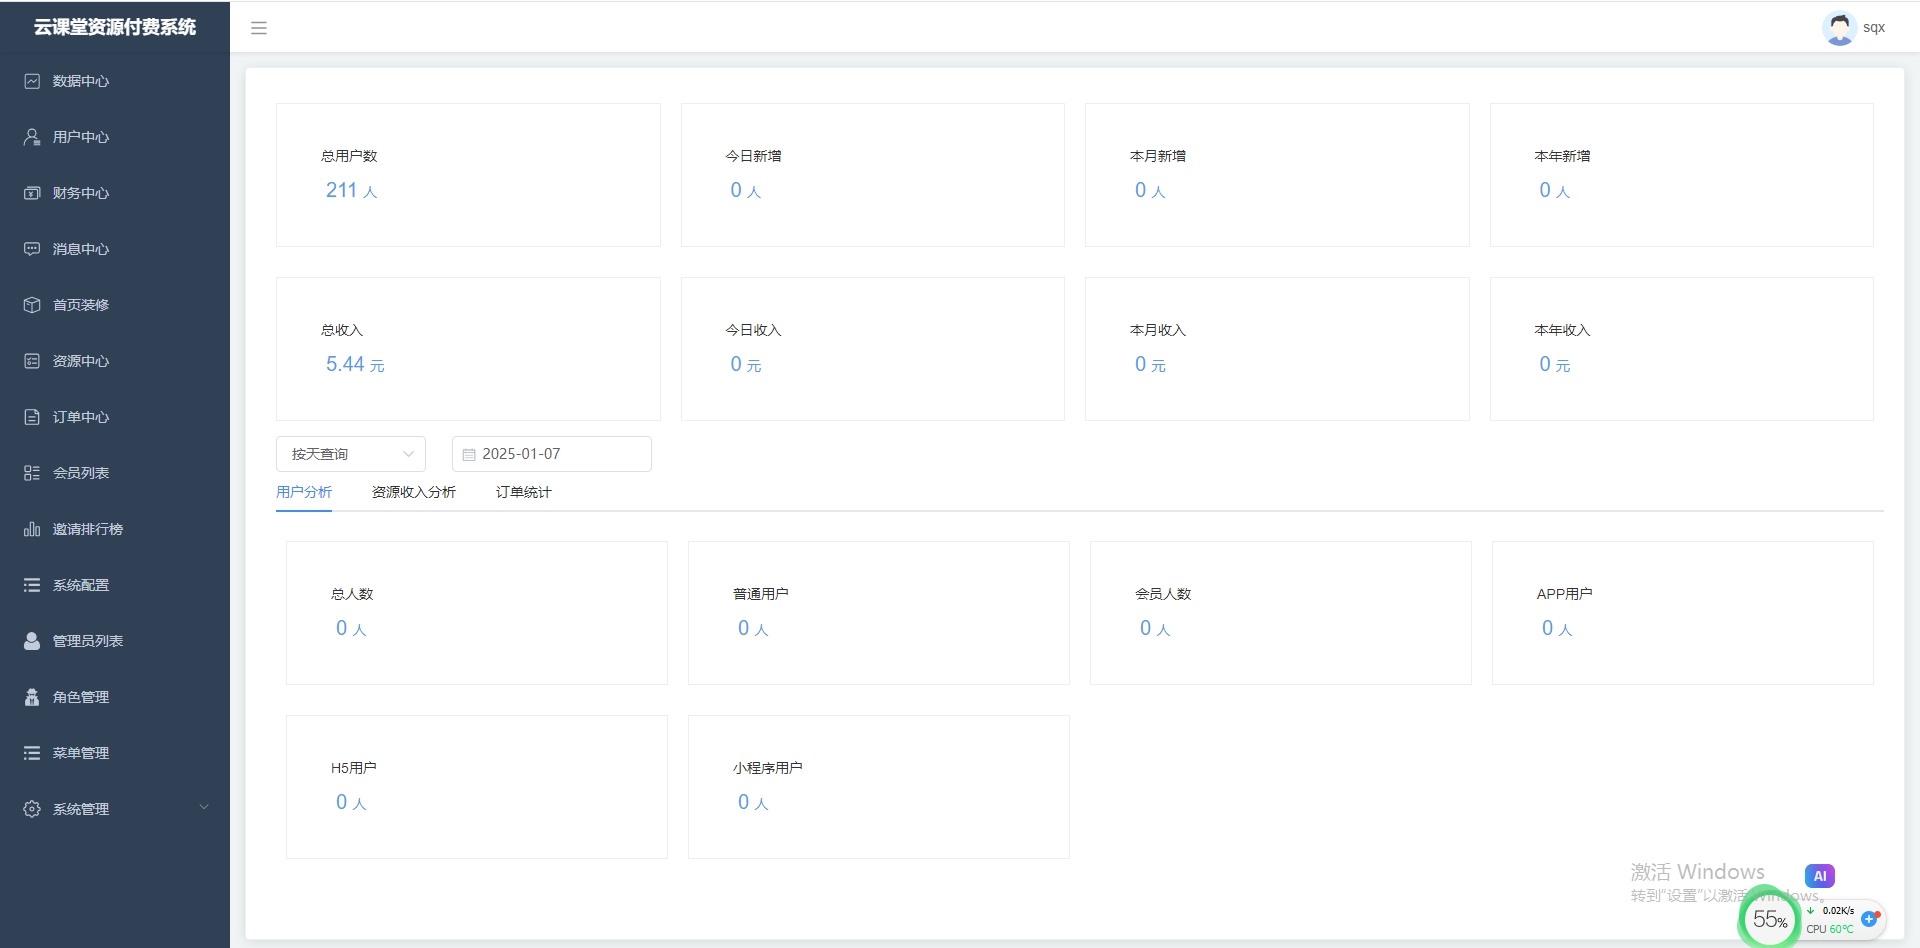 云课堂资源付费系统
sqx
数据中心
用户中心
财务中心
消息中心
首页装修
资源中心
订单中心
会员列表
邀请排行榜
系统配置
管理员列表
角色管理
菜单管理
系统管理
总用户数
211 人
今日新增
0 人
本月新增
0 人
本年新增
0 人
总收入
5.44 元
今日收入
0 元
本月收入
0 元
本年收入
0 元
按天查询
2025-01-07
用户分析
资源收入分析
订单统计
总人数
0 人
普通用户
0 人
会员人数
0 人
APP用户
0 人
H5用户
0 人
小程序用户
0 人
激活 Windows
转到"设置"以激活 Windows。
AI
55%
0.02K/s
CPU 60℃